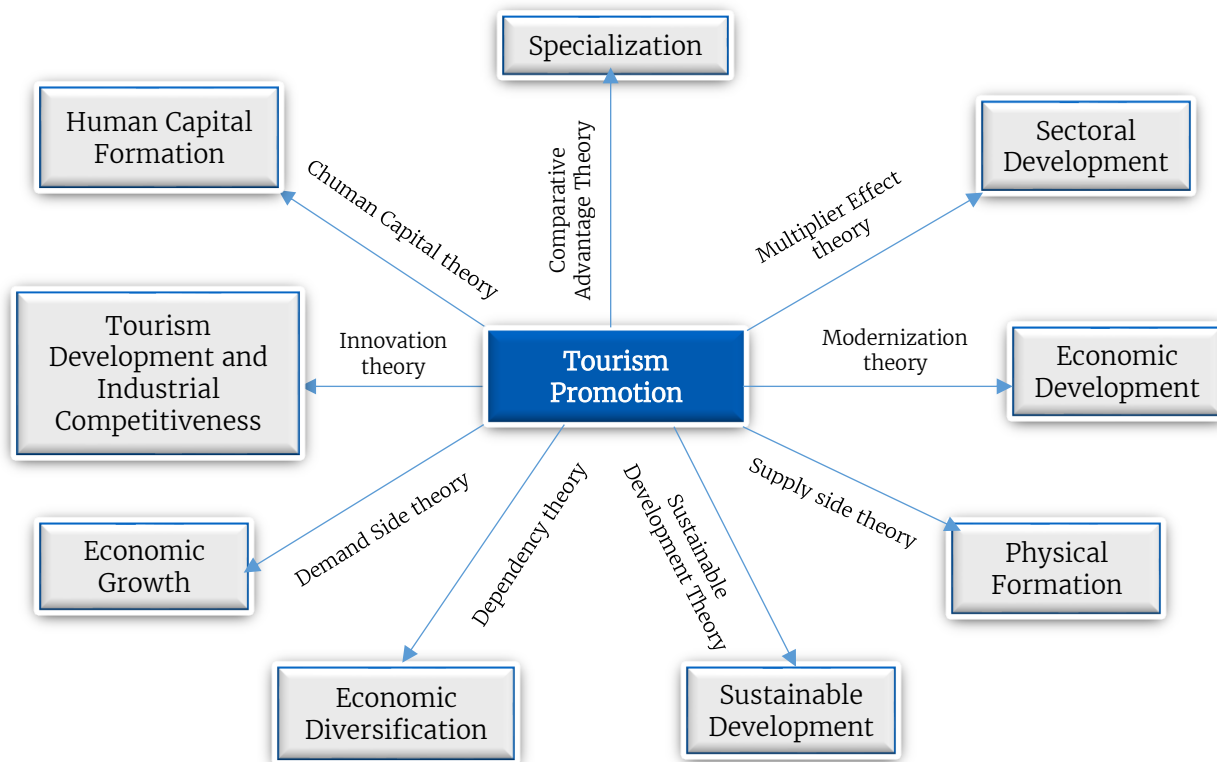 Specialization
Human Capital
Formation
Sectoral
Development
Comparative
Advantage Theory
Chuman Capital theory
Multiplier Effect
theory
Tourism
Development and
Industrial
Competitiveness
Innovation
theory
Tourism
Promotion
Modernization
theory
Economic
Development
Demand Side theory
Dependency theory
Sustainable
Development Theory
Supply side theory
Economic
Growth
Physical
Formation
Economic
Diversification
Sustainable
Development